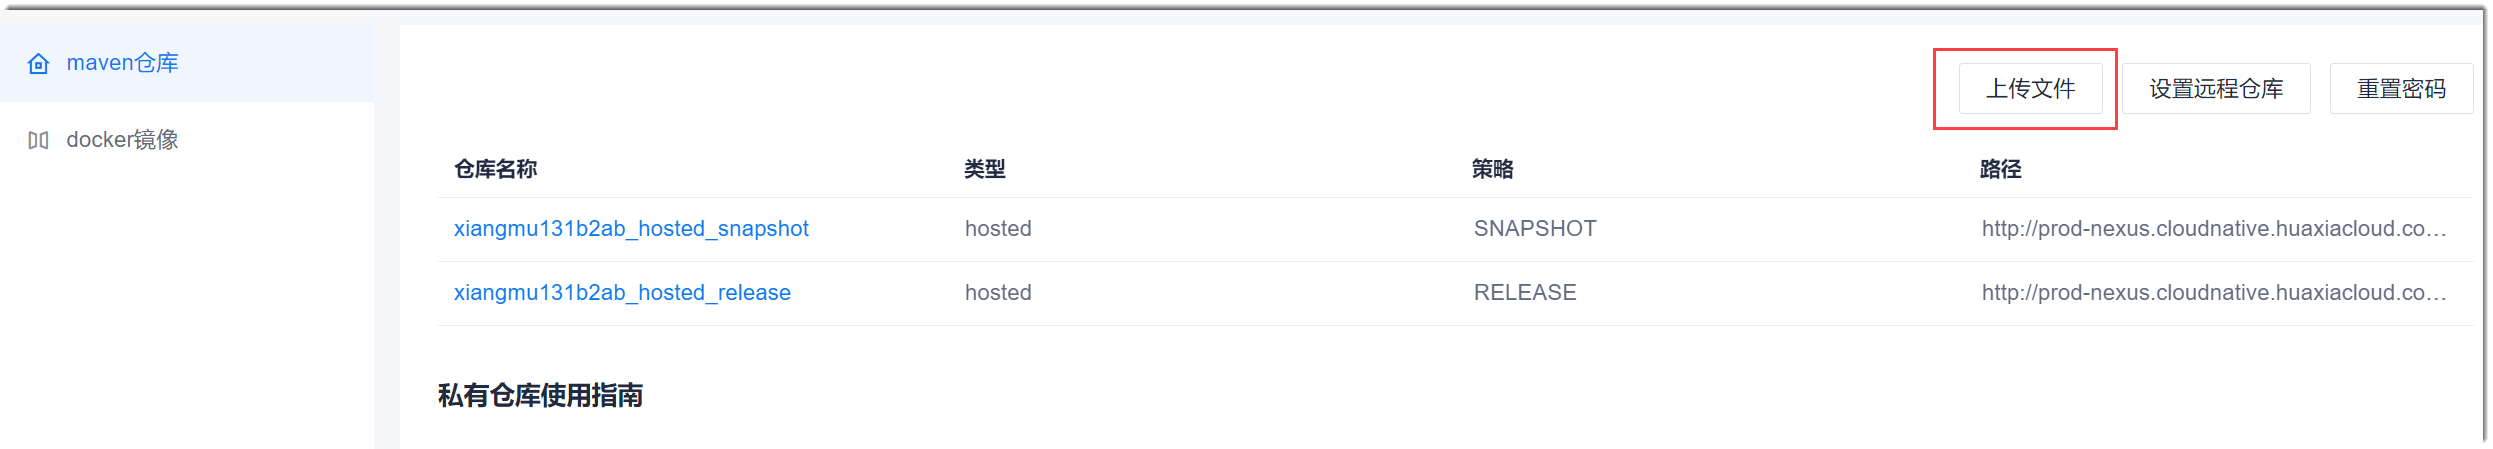 maven仓库
docker镜像
上传文件 设置远程仓库 重置密码
仓库名称 类型 策略 路径
xiangmu131b2ab_hosted_snapshot hosted SNAPSHOT http://prod-nexus.cloudnative.huaxiacloud.co...
xiangmu131b2ab_hosted_release hosted RELEASE http://prod-nexus.cloudnative.huaxiacloud.co...
私有仓库使用指南